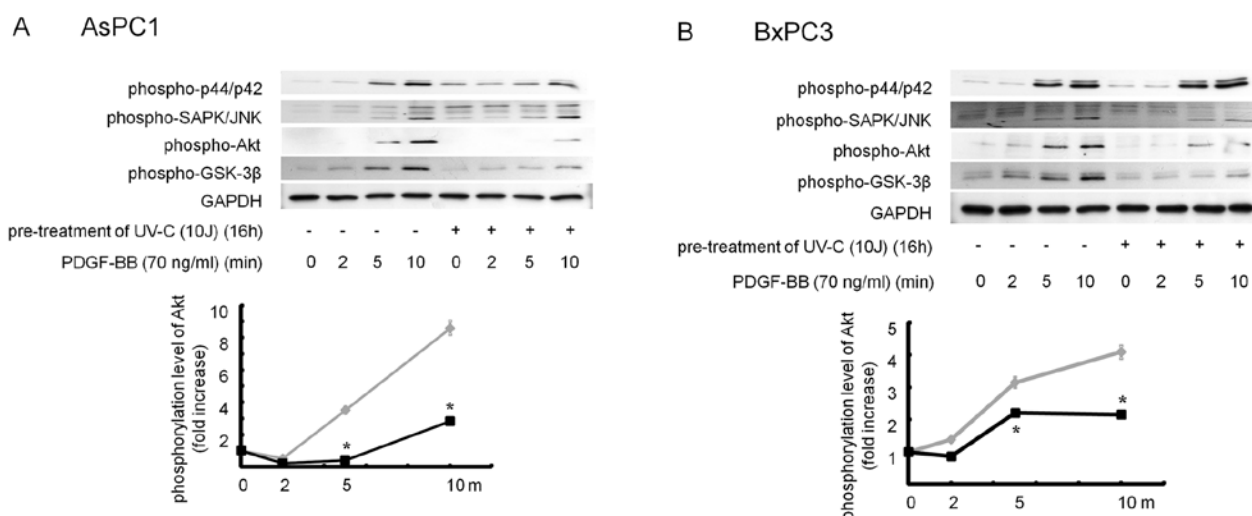 A AsPC1
phospho-p44/p42
phospho-SAPK/JNK
phospho-Akt
phospho-GSK-3β
GAPDH
pre-treatment of UV-C (10J) (16h) - - - - + + + +
PDGF-BB (70 ng/ml) (min) 0 2 5 10 0 2 5 10
phosphorylation level of Akt
(fold increase)
10
8
6
4
2
*
*
0 2 5 10 m
B BxPC3
phospho-p44/p42
phospho-SAPK/JNK
phospho-Akt
phospho-GSK-3β
GAPDH
pre-treatment of UV-C (10J) (16h) - - - - + + + +
PDGF-BB (70 ng/ml) (min) 0 2 5 10 0 2 5 10
phosphorylation level of Akt
(fold increase)
5
4
3
2
1
*
*
0 2 5 10 m